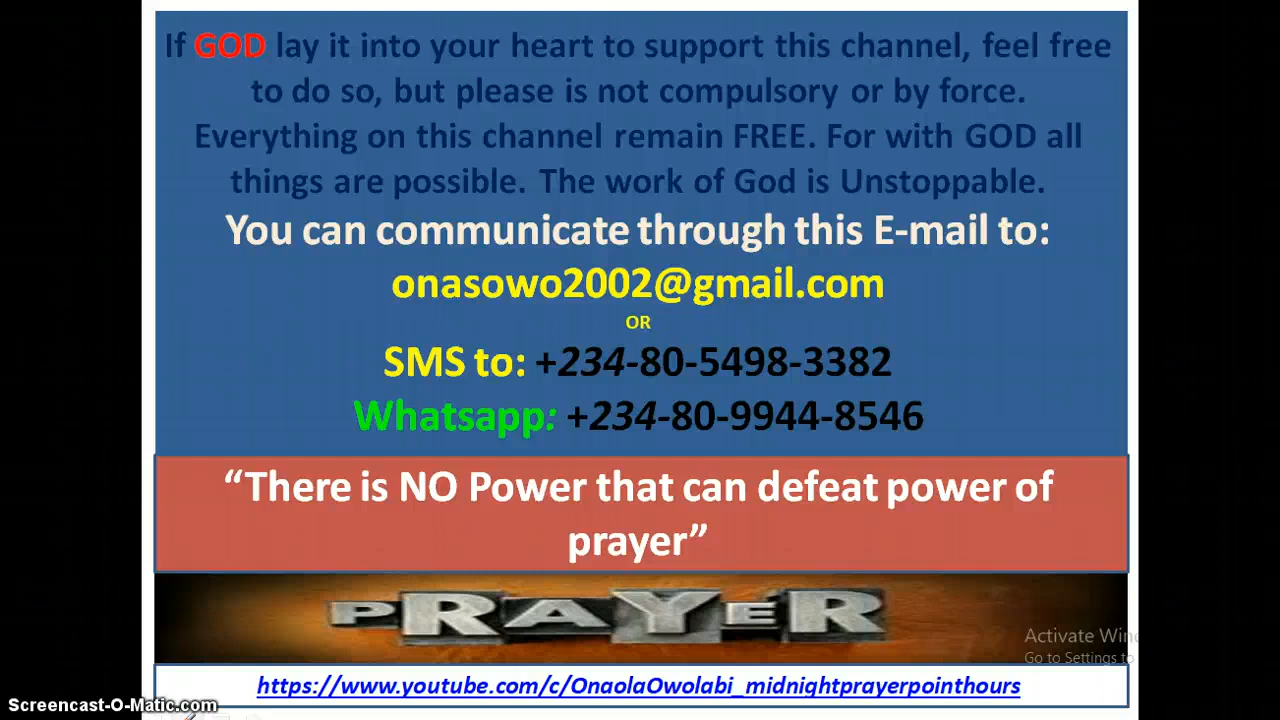 If GOD lay it into your heart to support this channel, feel free
to do so, but please is not compulsory or by force.
Everything on this channel remain FREE. For with GOD all
things are possible. The work of God is Unstoppable.
You can communicate through this E-mail to:
onasowo2002@gmail.com
OR
SMS to: +234-80-5498-3382
Whatsapp: +234-80-9944-8546
“There is NO Power that can defeat power of
prayer”
PRAYER
Activate Win
Go to Settings to
https://www.youtube.com/c/OnaolaOwolabi_midnightprayerpointhours
Screencast-O-Matic.com